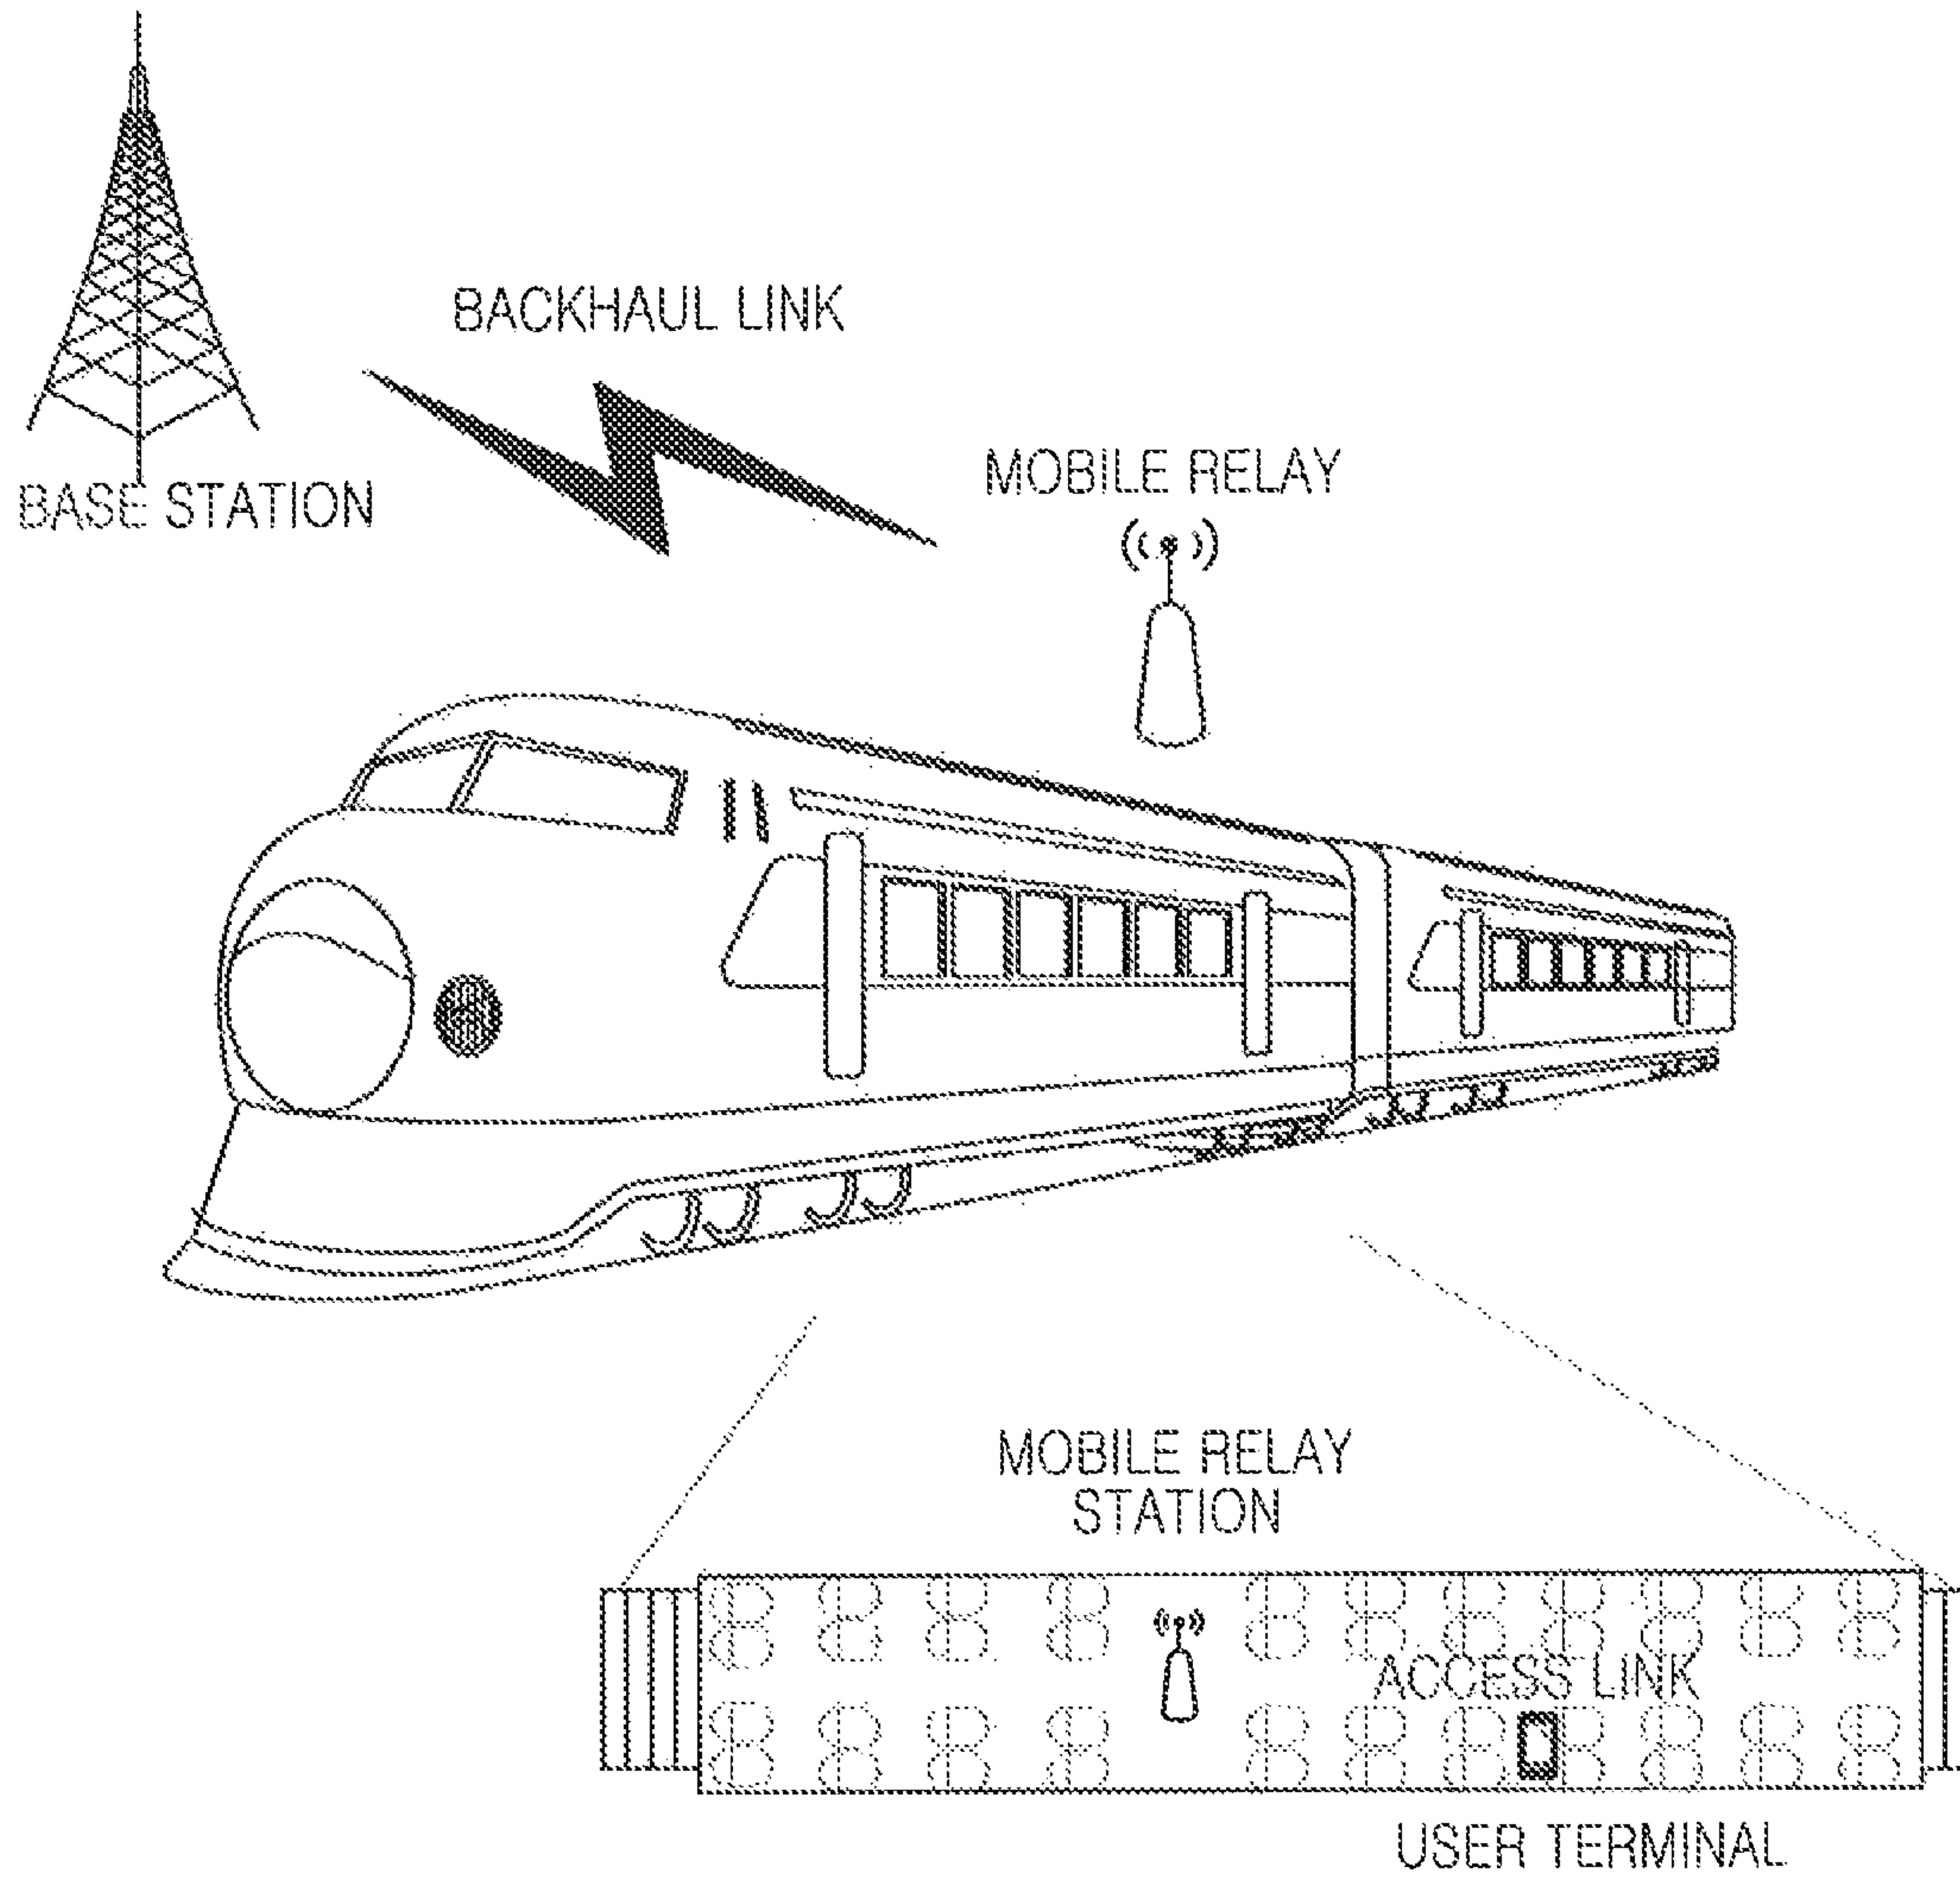 BACKHAUL LINK
MOBILE RELAY
BASE STATION
MOBILE RELAY
STATION
ACCESS LINK
USER TERMINAL